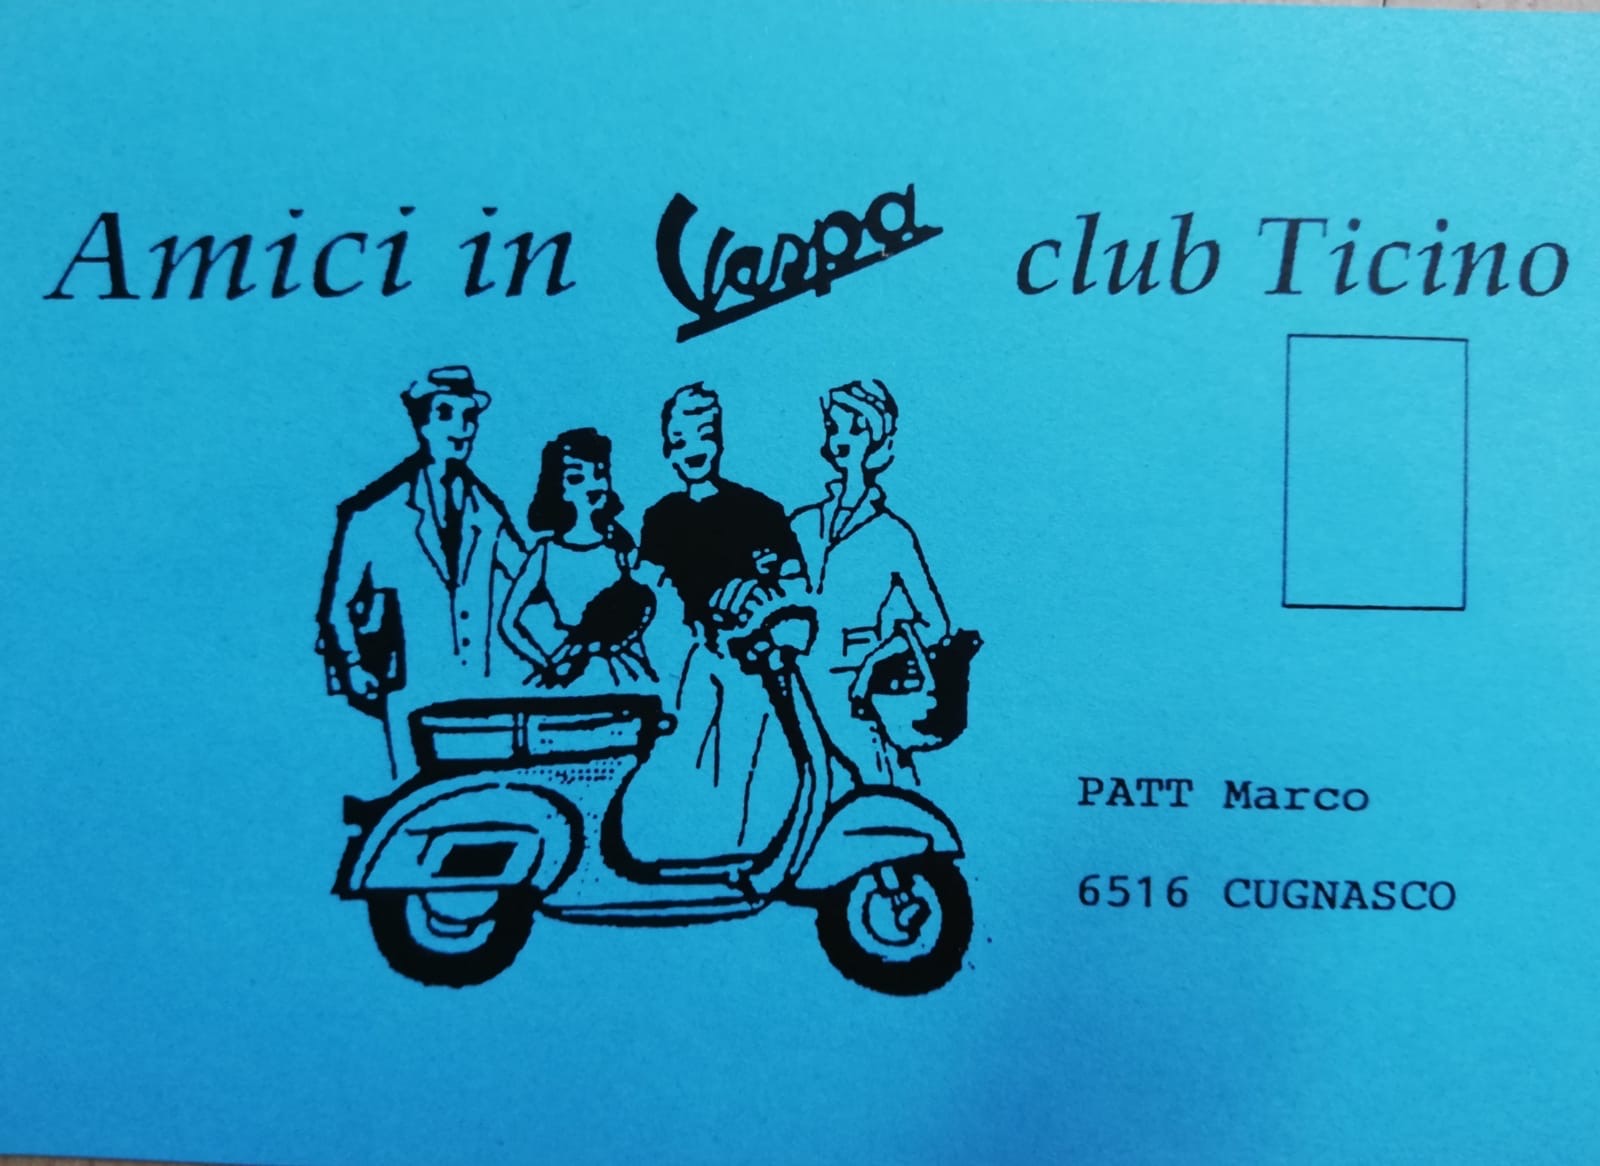 Amici in Vespa club Ticino
PATT Marco
6516 CUGNASCO